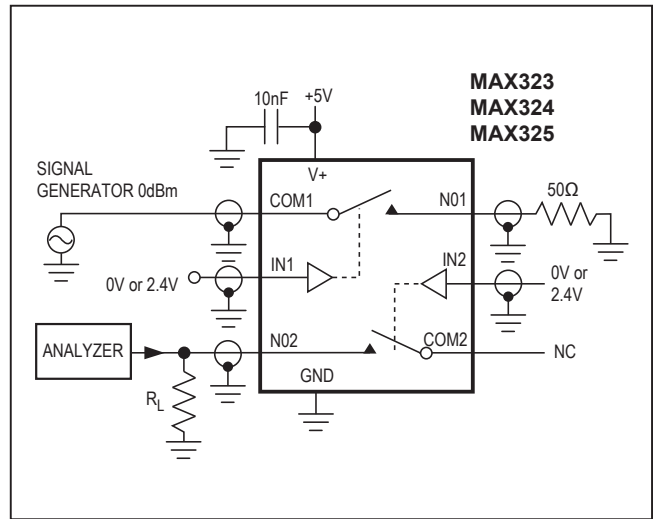 MAX323
MAX324
MAX325
10nF
+5V
V+
SIGNAL
GENERATOR 0dBm
COM1
N01
50Ω
IN1
IN2
0V or 2.4V
0V or
2.4V
ANALYZER
N02
COM2
NC
RL
GND